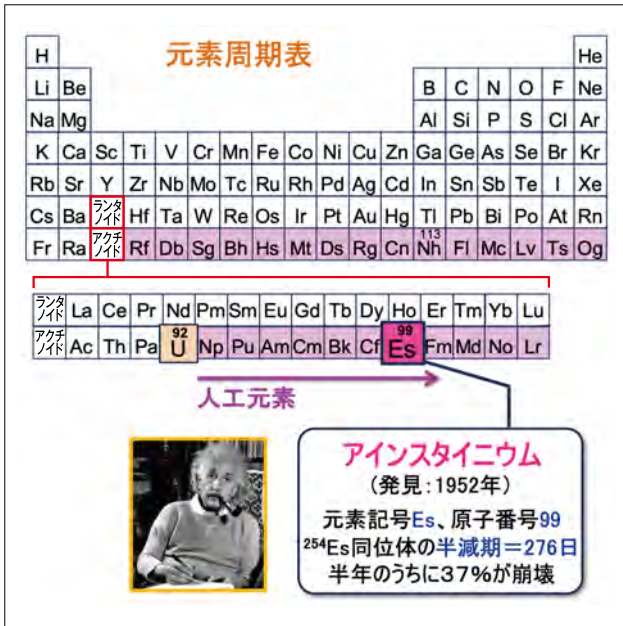 元素周期表
H He
Li Be B C N O F Ne
Na Mg Al Si P S Cl Ar
K Ca Sc Ti V Cr Mn Fe Co Ni Cu Zn Ga Ge As Se Br Kr
Rb Sr Y Zr Nb Mo Tc Ru Rh Pd Ag Cd In Sn Sb Te I Xe
Cs Ba ランタノイド Hf Ta W Re Os Ir Pt Au Hg Tl Pb Bi Po At Rn
Fr Ra アクチノイド Rf Db Sg Bh Hs Mt Ds Rg Cn 113 Nh Fl Mc Lv Ts Og
ランタノイド La Ce Pr Nd Pm Sm Eu Gd Tb Dy Ho Er Tm Yb Lu
アクチノイド Ac Th Pa 92 U Np Pu Am Cm Bk Cf 99 Es Fm Md No Lr
人工元素
アインスタイニウム
(発見:1952年)
元素記号Es、原子番号99
254Es同位体の半減期=276日
半年のうちに37%が崩壊